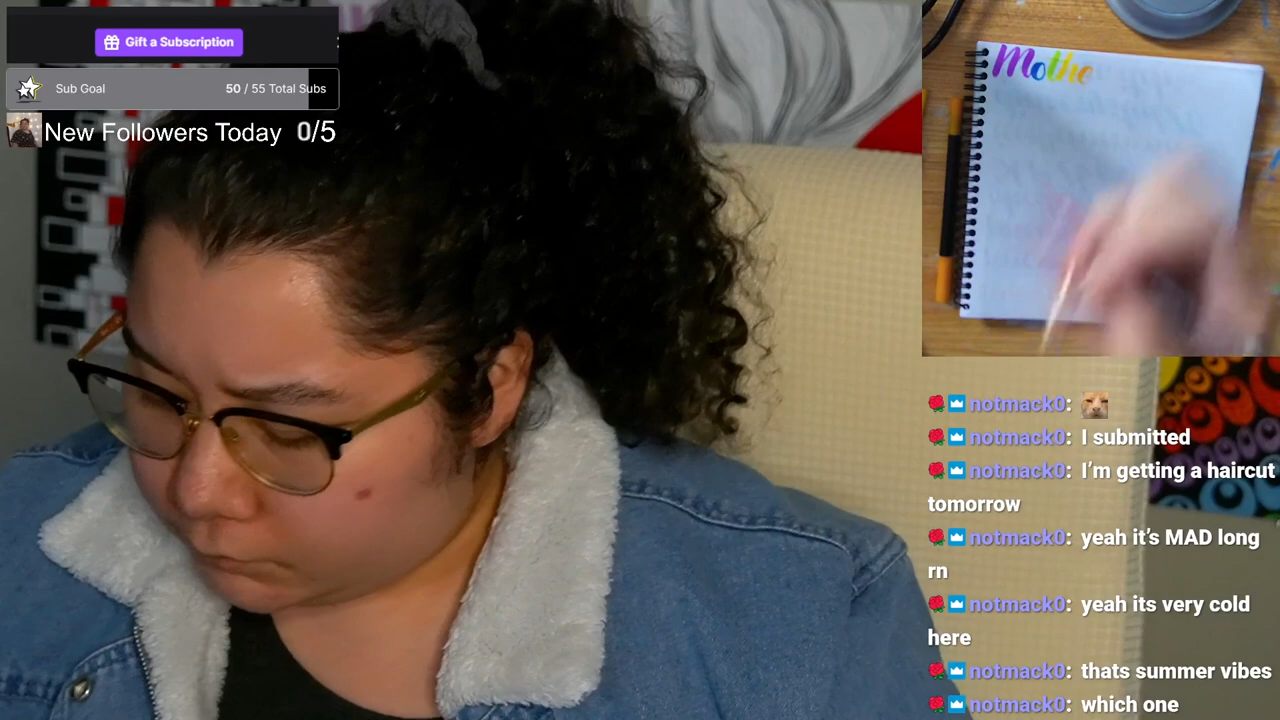 Gift a Subscription
Sub Goal 50 / 55 Total Subs
New Followers Today 0/5
Mothe
notmack0:
notmack0: I submitted
notmack0: I'm getting a haircut
tomorrow
notmack0: yeah it's MAD long
rn
notmack0: yeah its very cold
here
notmack0: thats summer vibes
notmack0: which one